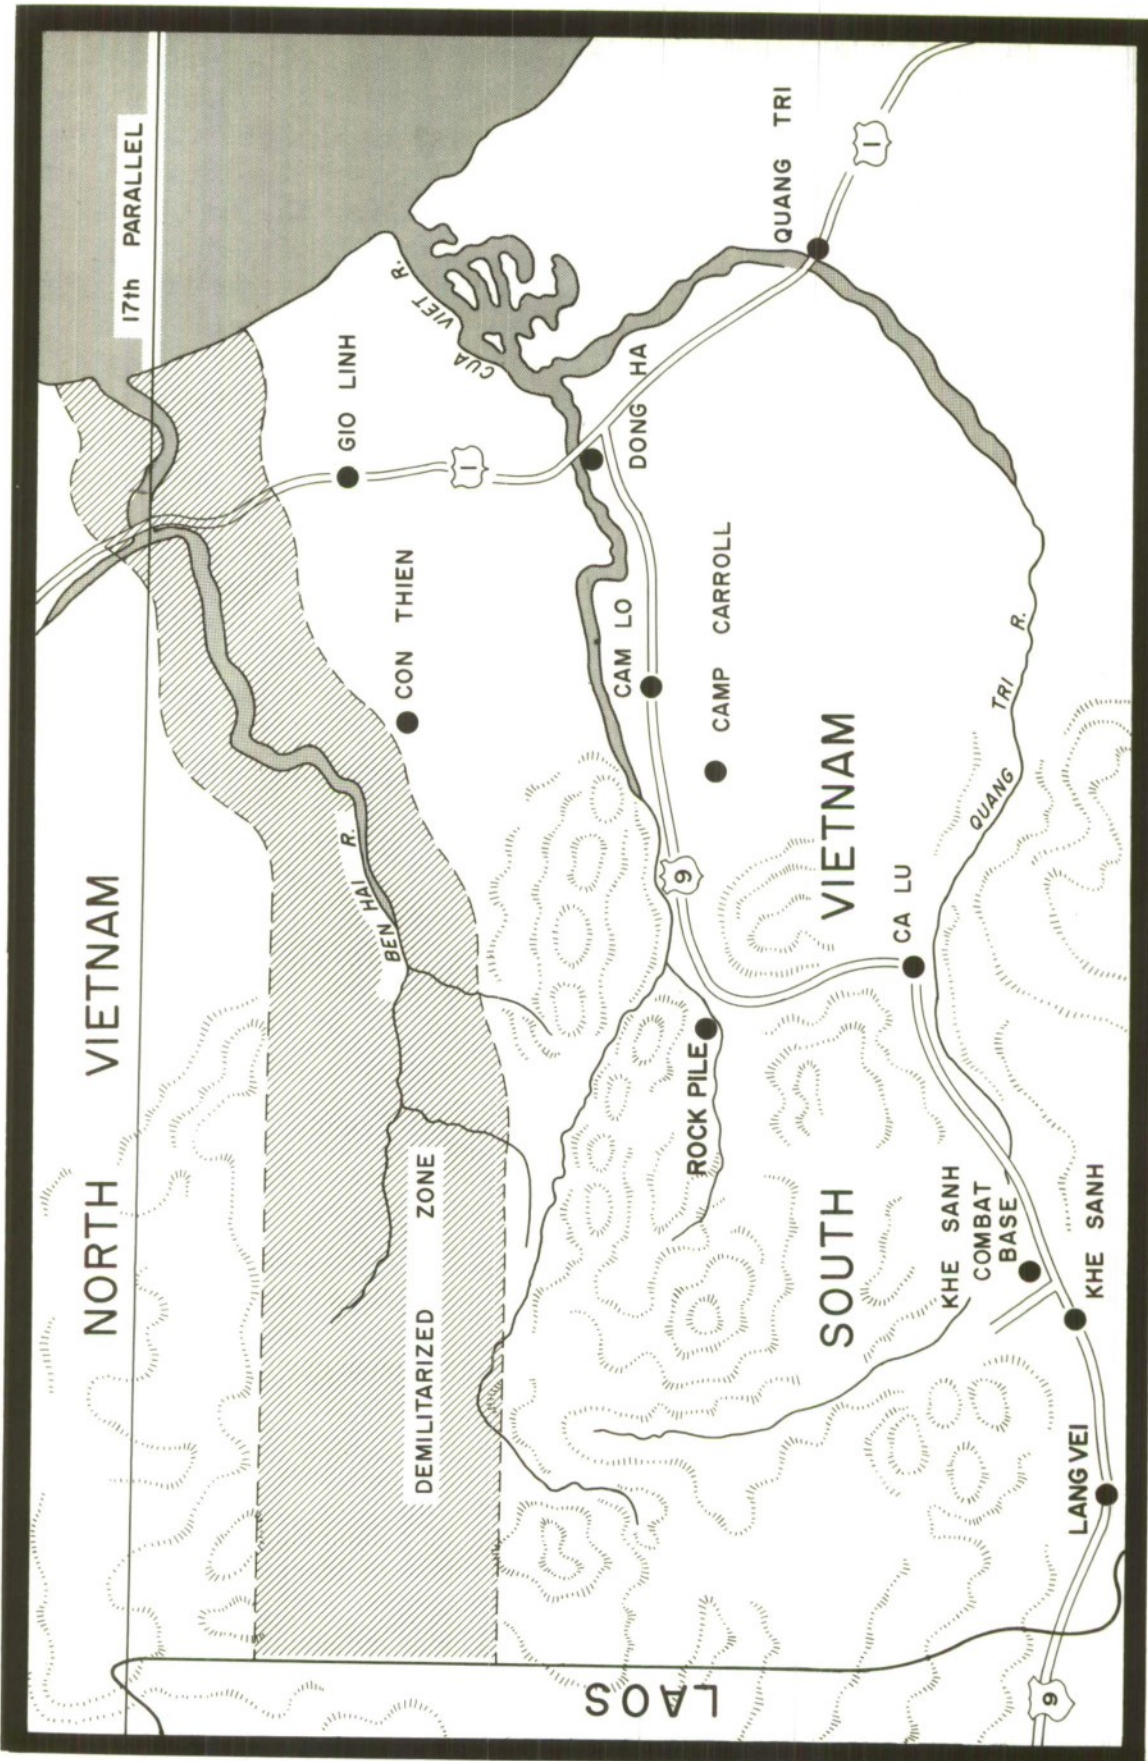 17th PARALLEL
NORTH VIETNAM
GIO LINH
1
CUA VIET R.
CON THIEN
BEN HAI R.
DEMILITARIZED ZONE
DONG HA
QUANG TRI
1
CAM LO
CAMP CARROLL
9
ROCK PILE
SOUTH VIETNAM
CA LU
QUANG TRI R.
KHE SANH
COMBAT
BASE
KHE SANH
LANG VEI
LAOS
9